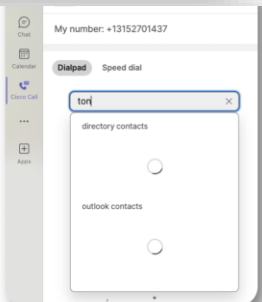 Chat
My number: +13152701437
Calendar
Dialpad Speed dial
Cisco Call
ton
directory contacts
Apps
outlook contacts